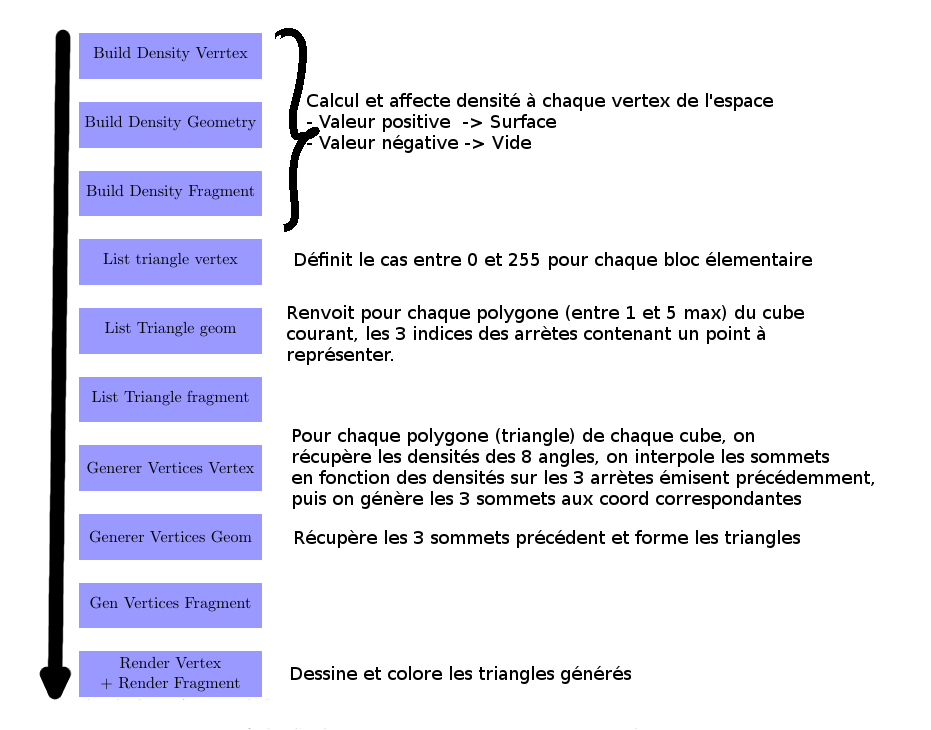 Build Density Verrtex
Calcul et affecte densité à chaque vertex de l'espace
- Valeur positive -> Surface
- Valeur négative -> Vide
Build Density Geometry
Build Density Fragment
List triangle vertex
Définit le cas entre 0 et 255 pour chaque bloc élementaire
List Triangle geom
Renvoit pour chaque polygone (entre 1 et 5 max) du cube
courant, les 3 indices des arrètes contenant un point à
représenter.
List Triangle fragment
Generer Vertices Vertex
Pour chaque polygone (triangle) de chaque cube, on
récupère les densités des 8 angles, on interpole les sommets
en fonction des densités sur les 3 arrètes émisent précédemment,
puis on génère les 3 sommets aux coord correspondantes
Generer Vertices Geom
Récupère les 3 sommets précédent et forme les triangles
Gen Vertices Fragment
Render Vertex
+ Render Fragment
Dessine et colore les triangles générés